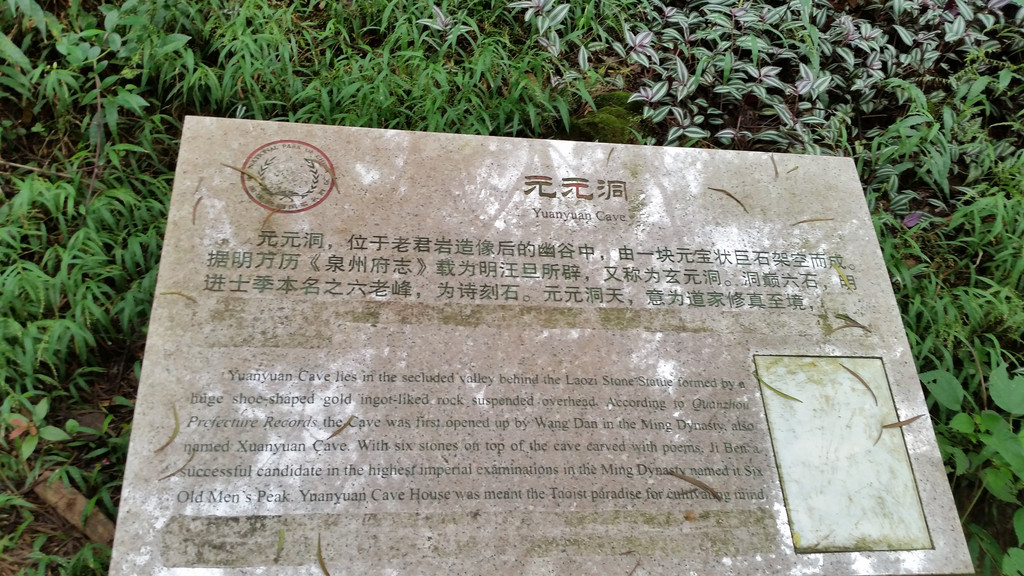 NATIONAL PARK
元元洞
Yuanyuan Cave
元元洞，位于老君岩造像后的幽谷中，由一块元宝状巨石架空而成。
据明万历《泉州府志》载为明汪旦所辟，又称为玄元洞。洞巅六石，明
进士季本名之六老峰，为诗刻石。元元洞天，意为道家修真至境。
Yuanyuan Cave lies in the secluded valley behind the Laozi Stone Statue formed by a
huge shoe-shaped gold ingot-liked rock suspended overhead. According to Quanzhou
Prefecture Records the Cave was first opened up by Wang Dan in the Ming Dynasty, also
named Xuanyuan Cave. With six stones on top of the cave carved with poems, Ji Ben a
successful candidate in the highest imperial examinations in the Ming Dynasty named it Six
Old Men's Peak. Ynanyuan Cave House was meant the Taoist paradise for cultivating mind.